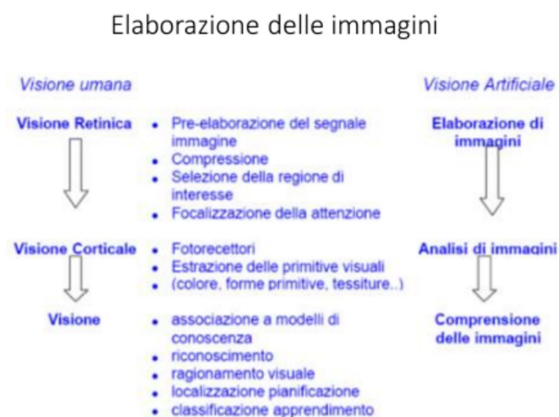 Elaborazione delle immagini
Visione umana
Visione Artificiale
Visione Retinica
• Pre-elaborazione del segnale
immagine
• Compressione
• Selezione della regione di
interesse
• Focalizzazione della attenzione
Elaborazione di
immagini
Visione Corticale
• Fotorecettori
• Estrazione delle primitive visuali
• (colore, forme primitive, tessiture..)
Analisi di immagini
Visione
• associazione a modelli di
conoscenza
• riconoscimento
• ragionamento visuale
• localizzazione pianificazione
• classificazione apprendimento
Comprensione
delle immagini